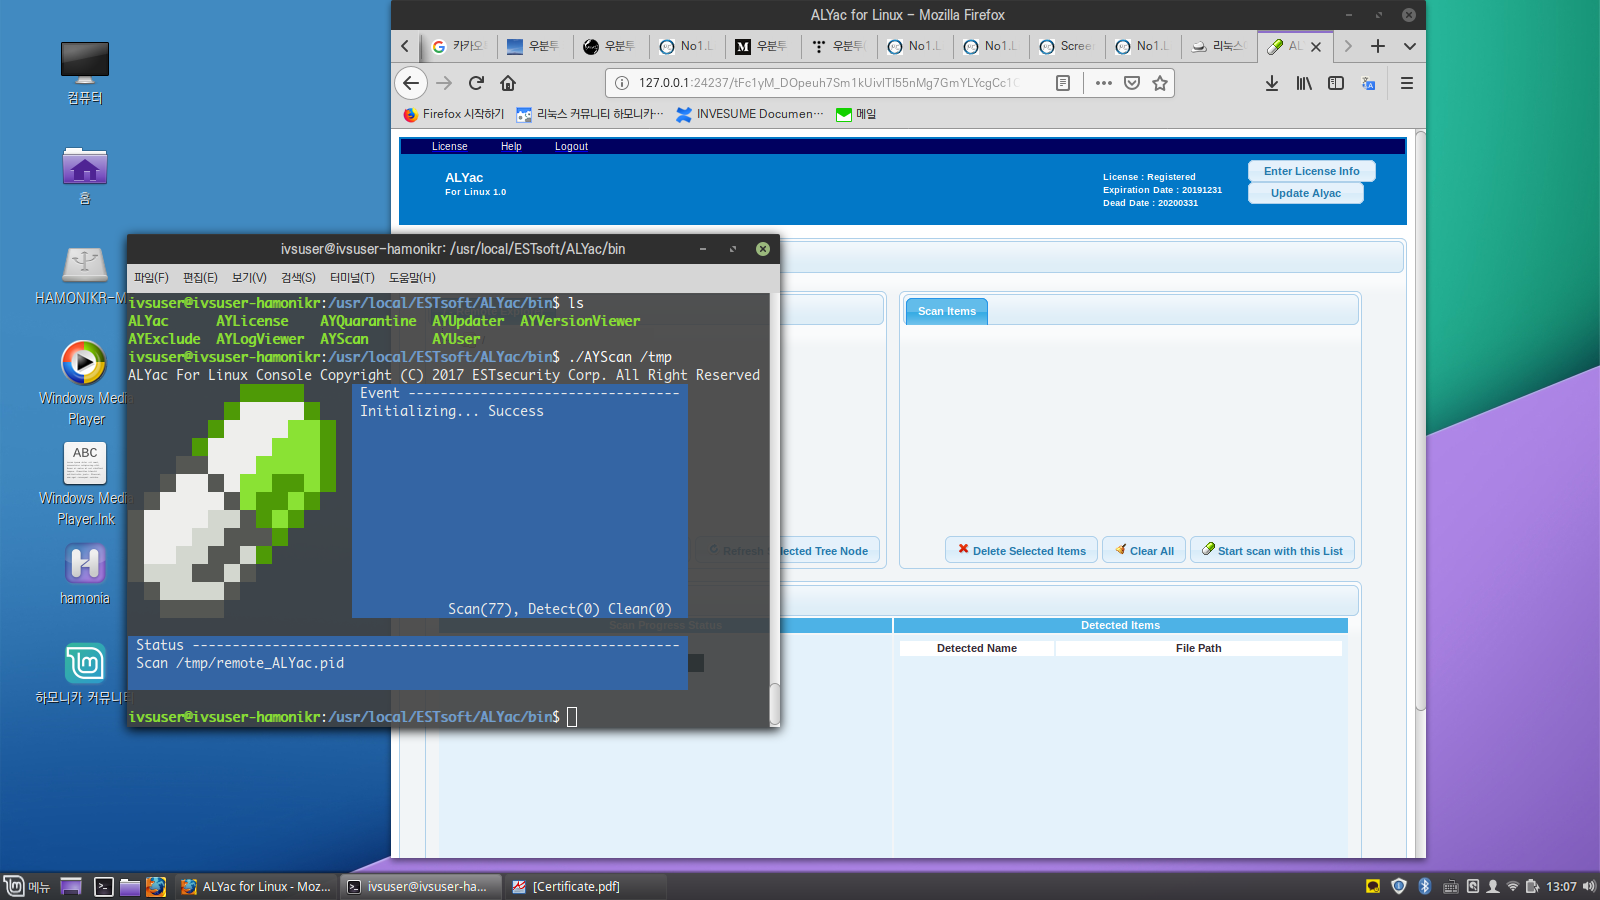 컴퓨터
홈
HAMONIKR-M
Windows Media
Player
ABC
Windows Media
Player.lnk
hamonia
하모니카 커뮤니티
ALYac for Linux - Mozilla Firefox
카카오
우분투
우분투
No1.L
우분투
우분투
No1.L
No1.L
Scree
No1.L
리눅스
AL
127.0.0.1:24237/tFc1yM_DOpeuh7Sm1kUivlTI55nMg7GmYLYcgCc1C
Firefox 시작하기
리눅스 커뮤니티 하모니카…
INVESUME Documen…
메일
License Help Logout
ALYac
For Linux 1.0
License : Registered
Expiration Date : 20191231
Dead Date : 20200331
Enter License Info
Update Alyac
Scan Items
Refresh Selected Tree Node
Delete Selected Items
Clear All
Start scan with this List
Scan Progress Status
Detected Items
Detected Name
File Path
ivsuser@ivsuser-hamonikr: /usr/local/ESTsoft/ALYac/bin
파일(F) 편집(E) 보기(V) 검색(S) 터미널(T) 도움말(H)
ivsuser@ivsuser-hamonikr:/usr/local/ESTsoft/ALYac/bin$ ls
ALYac AYLicense AYQuarantine AYUpdater AYVersionViewer
AYExclude AYLogViewer AYScan AYUser
ivsuser@ivsuser-hamonikr:/usr/local/ESTsoft/ALYac/bin$ ./AYScan /tmp
ALYac For Linux Console Copyright (C) 2017 ESTsecurity Corp. All Right Reserved
Event ----------------------------------
Initializing... Success
Scan(77), Detect(0) Clean(0)
Status -------------------------------------------------------------
Scan /tmp/remote_ALYac.pid
ivsuser@ivsuser-hamonikr:/usr/local/ESTsoft/ALYac/bin$
메뉴
ALYac for Linux - Moz...
ivsuser@ivsuser-ha...
[Certificate.pdf]
13:07